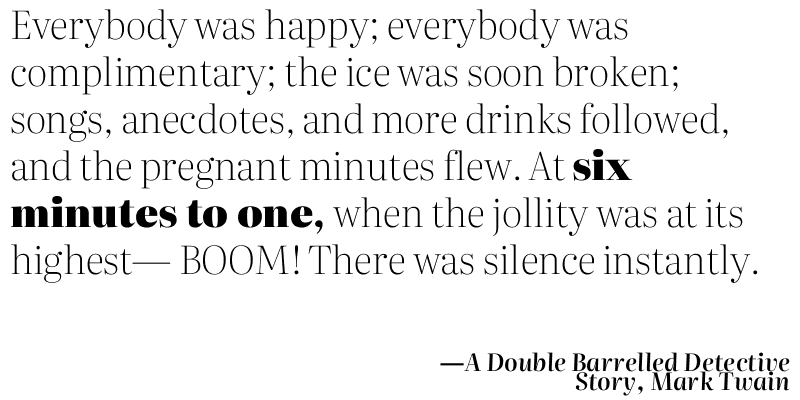 Everybody was happy; everybody was
complimentary; the ice was soon broken;
songs, anecdotes, and more drinks followed,
and the pregnant minutes flew. At six
minutes to one, when the jollity was at its
highest— BOOM! There was silence instantly.
—A Double Barrelled Detective
Story, Mark Twain